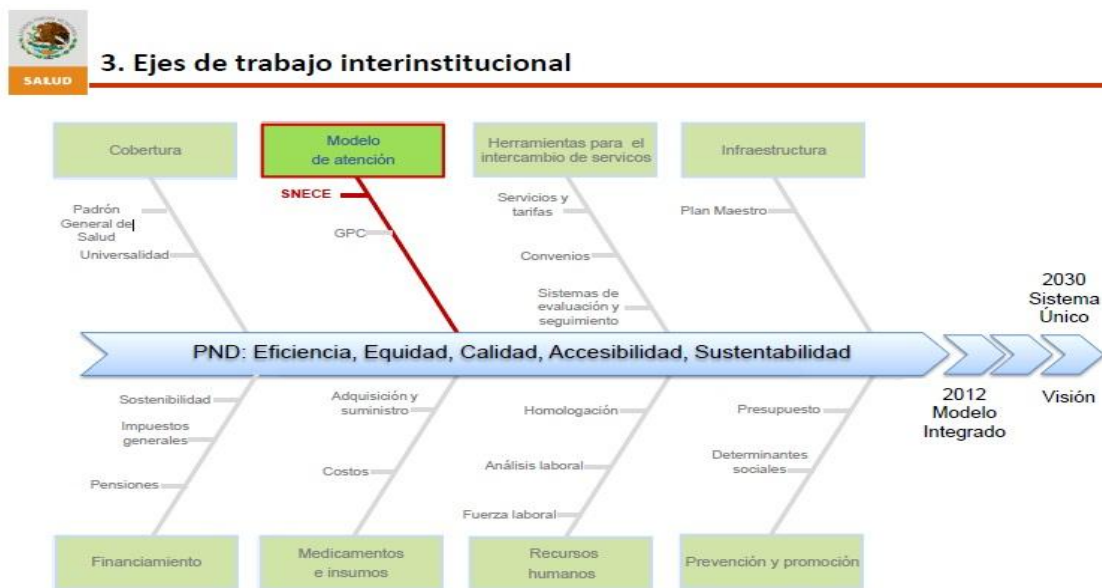 SALUD
3. Ejes de trabajo interinstitucional
Cobertura
Modelo
de atención
Herramientas para el
intercambio de servicos
Infraestructura
SNECE
Padrón
General de
Salud
Universalidad
GPC
Servicios y
tarifas
Convenios
Sistemas de
evaluación y
seguimiento
Plan Maestro
2030
Sistema
Único
PND: Eficiencia, Equidad, Calidad, Accesibilidad, Sustentabilidad
2012
Modelo
Integrado
Visión
Sostenibilidad
Impuestos
generales
Pensiones
Adquisición y
suministro
Costos
Homologación
Análisis laboral
Fuerza laboral
Presupuesto
Determinantes
sociales
Financiamiento
Medicamentos
e insumos
Recursos
humanos
Prevención y promoción